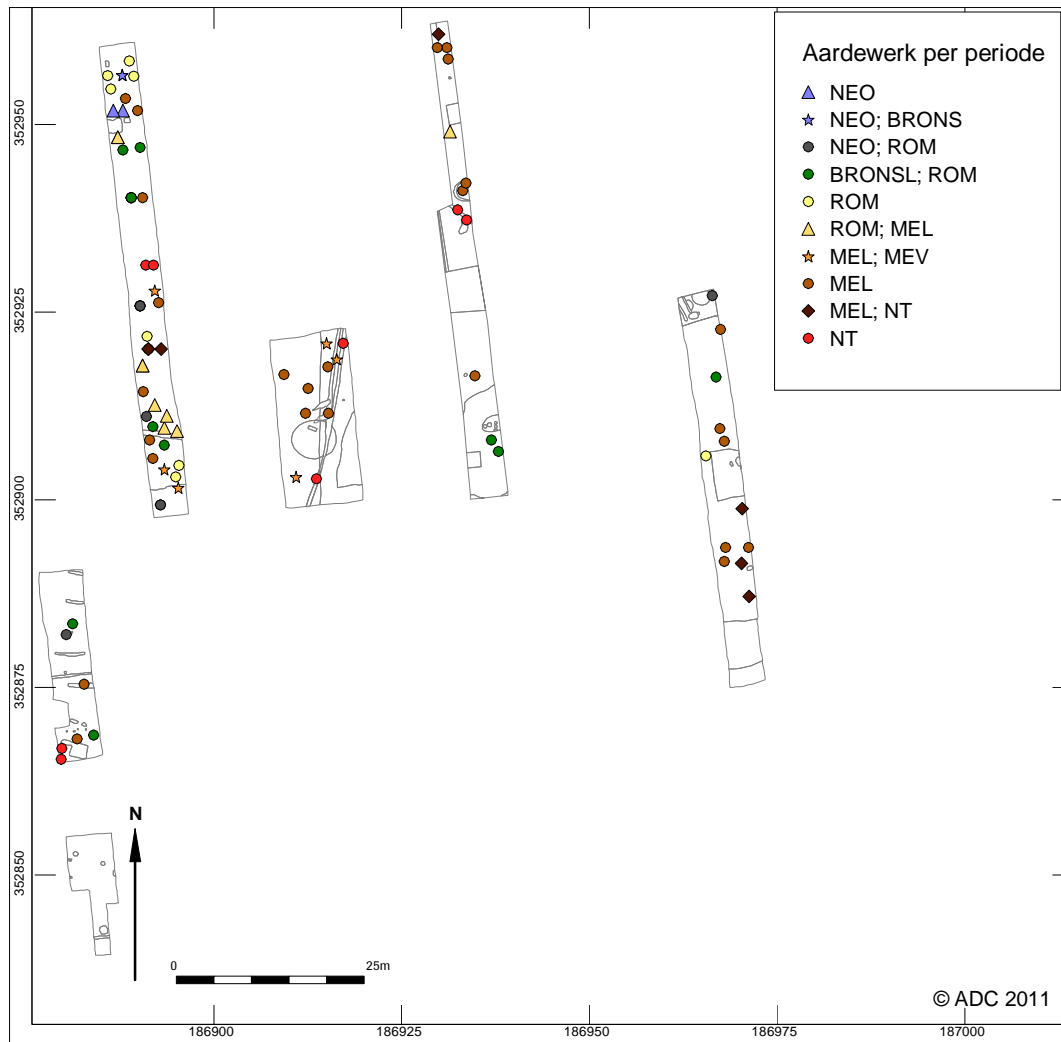 Aardewerk per periode
NEO
NEO; BRONS
NEO; ROM
BRONSL; ROM
ROM
ROM; MEL
MEL; MEV
MEL
MEL; NT
NT
352950
352925
352900
352875
352850
N
0 25m
© ADC 2011
186900 186925 186950 186975 187000